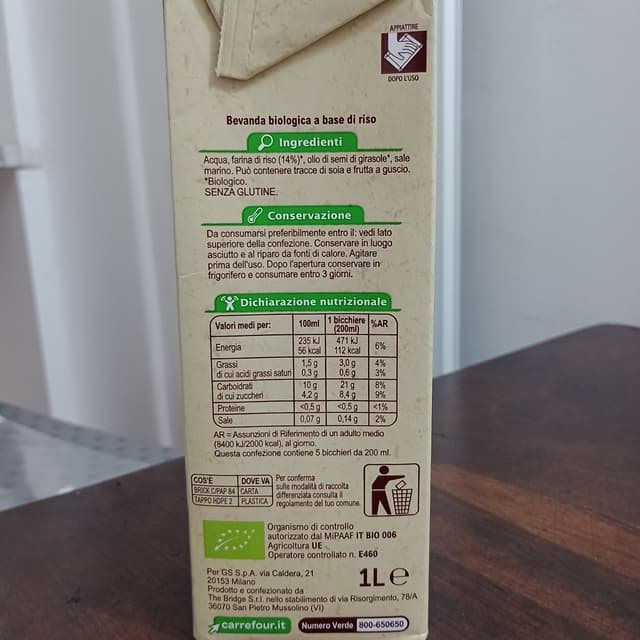 APPIATTIRE
DOPO L'USO
Bevanda biologica a base di riso
Ingredienti
Acqua, farina di riso (14%)*, olio di semi di girasole*, sale
marino. Può contenere tracce di soia e frutta a guscio.
*Biologico.
SENZA GLUTINE.
Conservazione
Da consumarsi preferibilmente entro il: vedi lato
superiore della confezione. Conservare in luogo
asciutto e al riparo da fonti di calore. Agitare
prima dell'uso. Dopo l'apertura conservare in
frigorifero e consumare entro 3 giorni.
Dichiarazione nutrizionale
Valori medi per: 100ml 1 bicchiere (200ml) %AR
Energia 235 kJ 56 kcal 471 kJ 112 kcal 6%
Grassi 1,5 g 3,0 g 4%
di cui acidi grassi saturi 0,3 g 0,6 g 3%
Carboidrati 10 g 21 g 8%
di cui zuccheri 4,2 g 8,4 g 9%
Proteine <0,5 g <0,5 g <1%
Sale 0,07 g 0,14 g 2%
AR = Assunzioni di Riferimento di un adulto medio
(8400 kJ/2000 kcal), al giorno.
Questa confezione contiene 5 bicchieri da 200 ml.
COS'È DOVE VA
BRICK C/PAP 84 CARTA
TAPPO HDPE 2 PLASTICA
Per conferma
sulle modalità di raccolta
differenziata consulta il
regolamento del tuo comune.
Organismo di controllo
autorizzato dal MiPAAF IT BIO 006
Agricoltura UE
Operatore controllato n. E460
Per GS S.p.A. via Caldera, 21
20153 Milano
1L e
Prodotto e confezionato da
The Bridge S.r.l. nello stabilimento di via Risorgimento, 78/A
36070 San Pietro Mussolino (VI)
carrefour.it
Numero Verde 800-650650